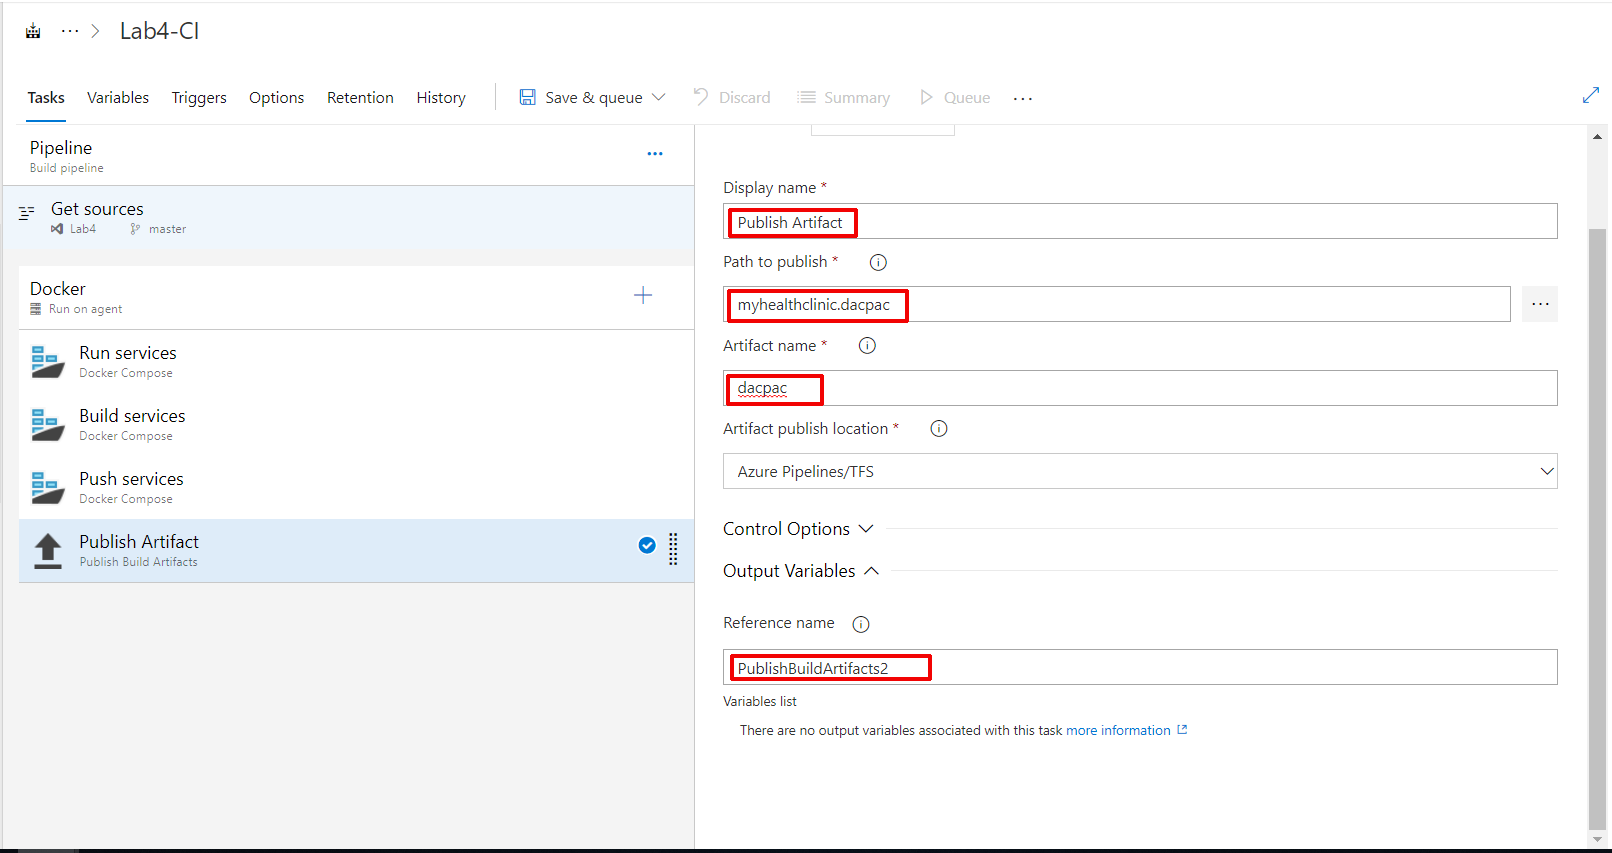 ··· > Lab4-CI
Tasks Variables Triggers Options Retention History Save & queue Discard Summary Queue ...
Pipeline
Build pipeline
Get sources
Lab4 master
Docker
Run on agent
Run services
Docker Compose
Build services
Docker Compose
Push services
Docker Compose
Publish Artifact
Publish Build Artifacts
Display name *
Publish Artifact
Path to publish *
myhealthclinic.dacpac
...
Artifact name *
dacpac
Artifact publish location *
Azure Pipelines/TFS
Control Options
Output Variables
Reference name
PublishBuildArtifacts2
Variables list
There are no output variables associated with this task more information